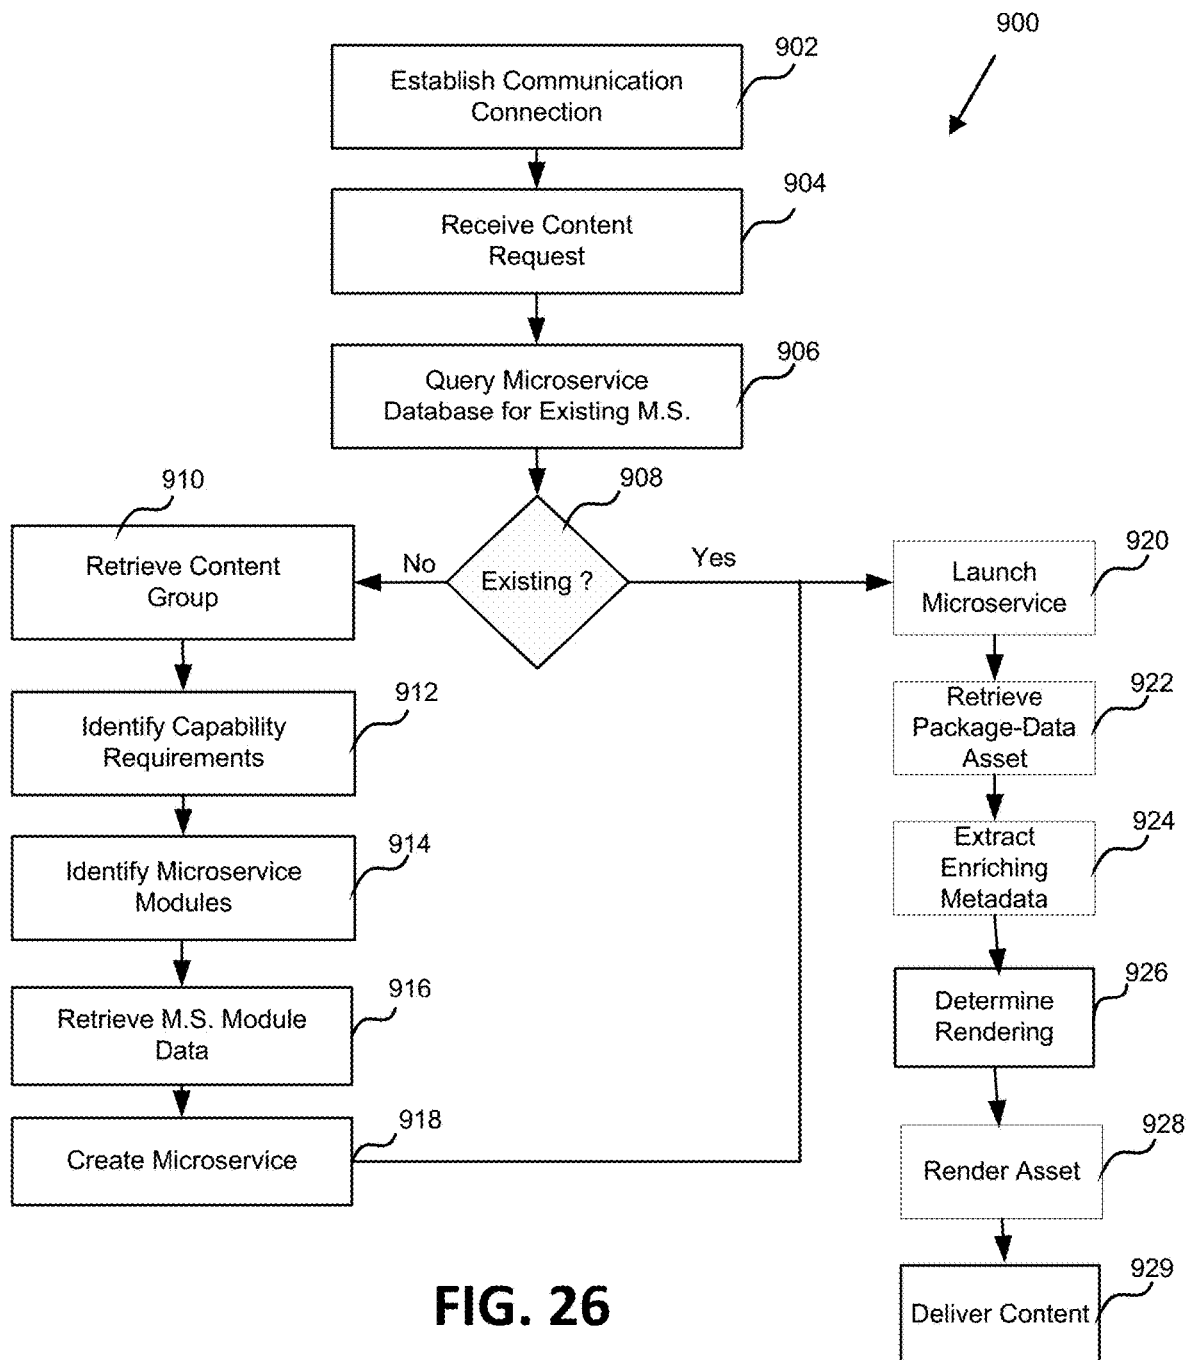 900
902
Establish Communication
Connection
904
Receive Content
Request
906
Query Microservice
Database for Existing M.S.
908
Existing ?
No
Yes
910
Retrieve Content
Group
912
Identify Capability
Requirements
914
Identify Microservice
Modules
916
Retrieve M.S. Module
Data
918
Create Microservice
920
Launch
Microservice
922
Retrieve
Package-Data
Asset
924
Extract
Enriching
Metadata
926
Determine
Rendering
928
Render Asset
929
Deliver Content
FIG. 26